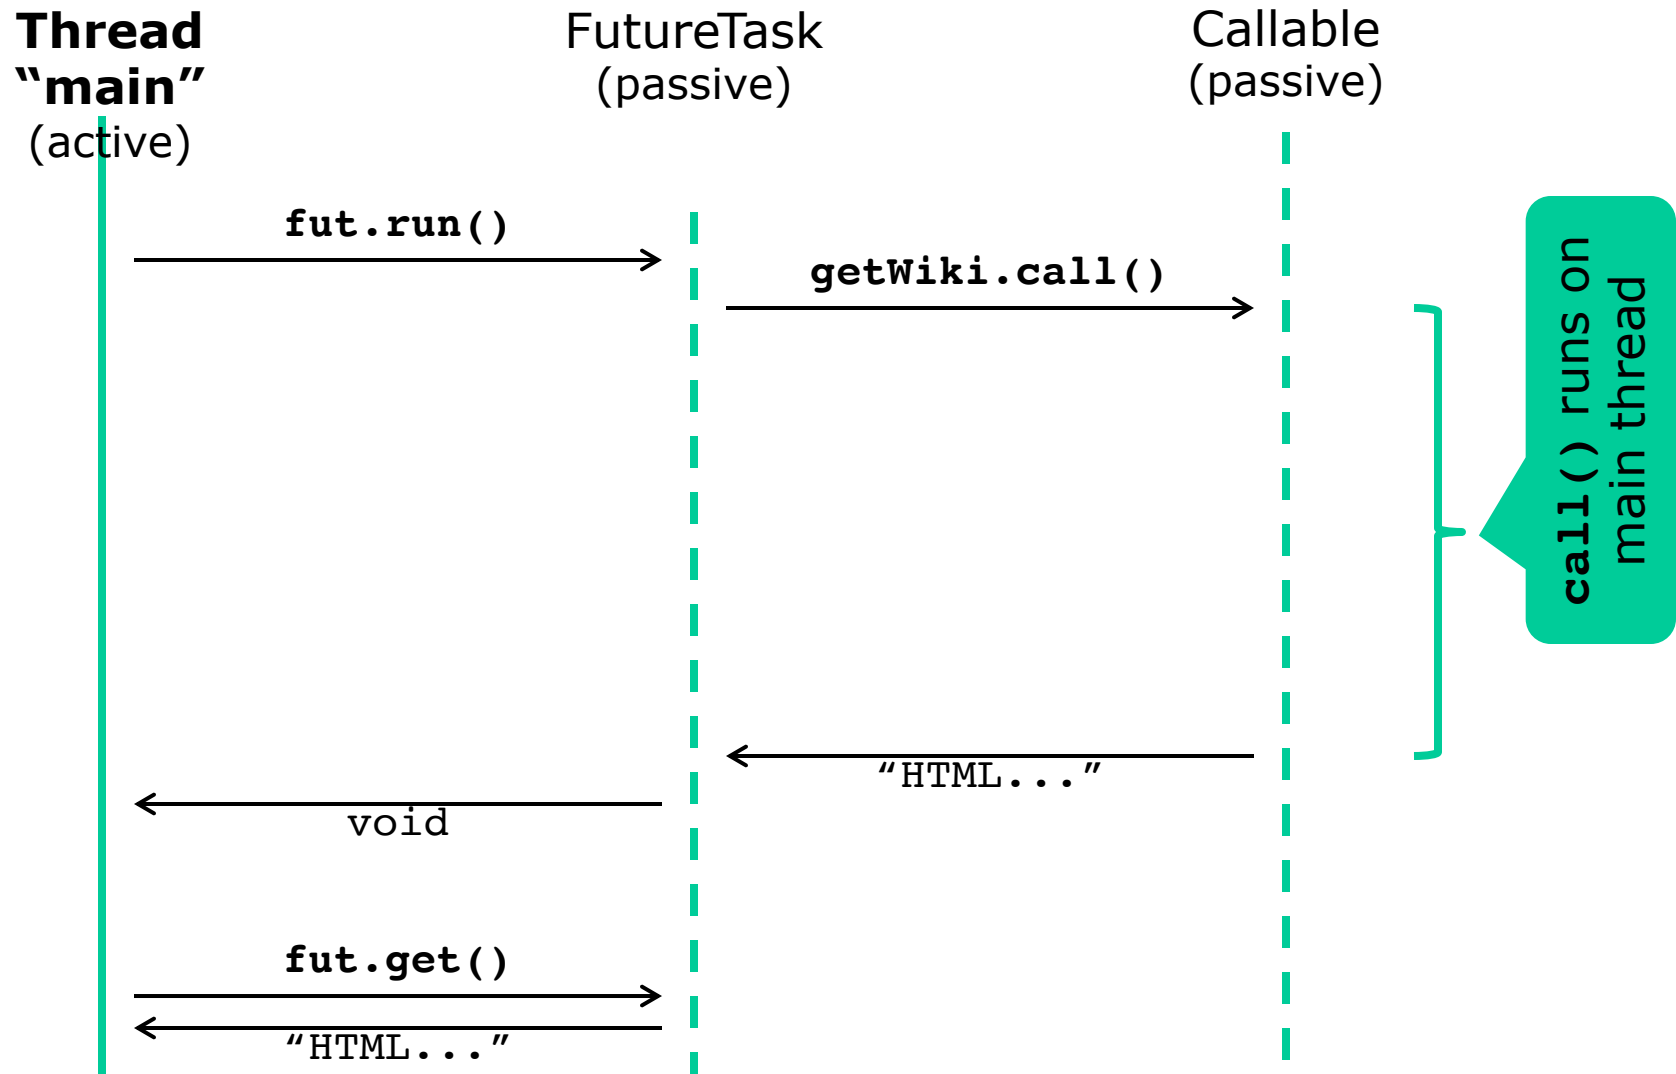 Thread
“main”
(active)
FutureTask
(passive)
Callable
(passive)
fut.run()
getWiki.call()
call() runs on
main thread
“HTML...”
void
fut.get()
“HTML...”